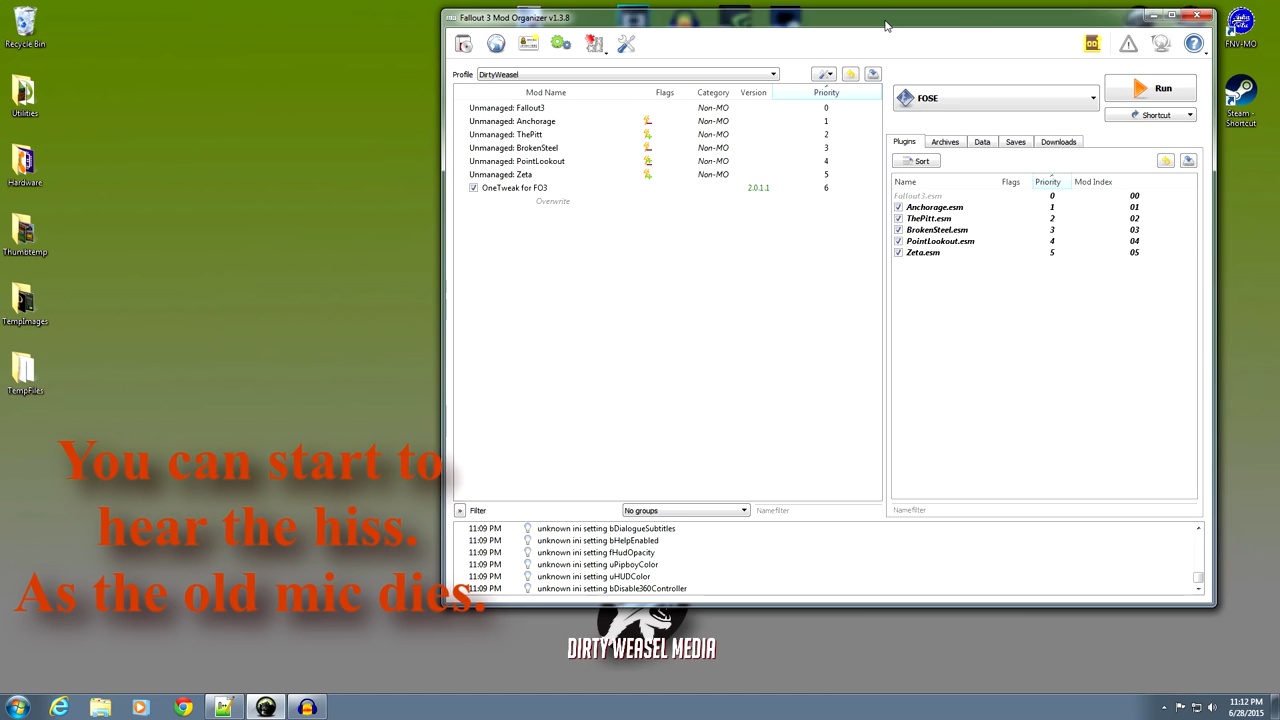 Fallout 3 Mod Organizer v1.3.8
Recycle Bin
Utilities
Hardware
Thumbtemp
TempImages
TempFiles
FNV-MO
Steam - Shortcut
Profile DirtyWeasel
Mod Name Flags Category Version Priority
Unmanaged: Fallout3 Non-MO 0
Unmanaged: Anchorage Non-MO 1
Unmanaged: ThePitt Non-MO 2
Unmanaged: BrokenSteel Non-MO 3
Unmanaged: PointLookout Non-MO 4
Unmanaged: Zeta Non-MO 5
OneTweak for FO3 2.0.1.1 6
Overwrite
» Filter No groups Namefilter
FOSE
Run
Shortcut
Plugins Archives Data Saves Downloads
Sort
Name Flags Priority Mod Index
Fallout3.esm 0 00
Anchorage.esm 1 01
ThePitt.esm 2 02
BrokenSteel.esm 3 03
PointLookout.esm 4 04
Zeta.esm 5 05
Namefilter
11:09 PM unknown ini setting bDialogueSubtitles
11:09 PM unknown ini setting bHelpEnabled
11:09 PM unknown ini setting fHudOpacity
11:09 PM unknown ini setting uPipboyColor
11:09 PM unknown ini setting uHUDColor
11:09 PM unknown ini setting bDisable360Controller
You can start to
hear the hiss.
As the old mic dies.
DIRTY WEASEL MEDIA
11:12 PM
6/28/2015